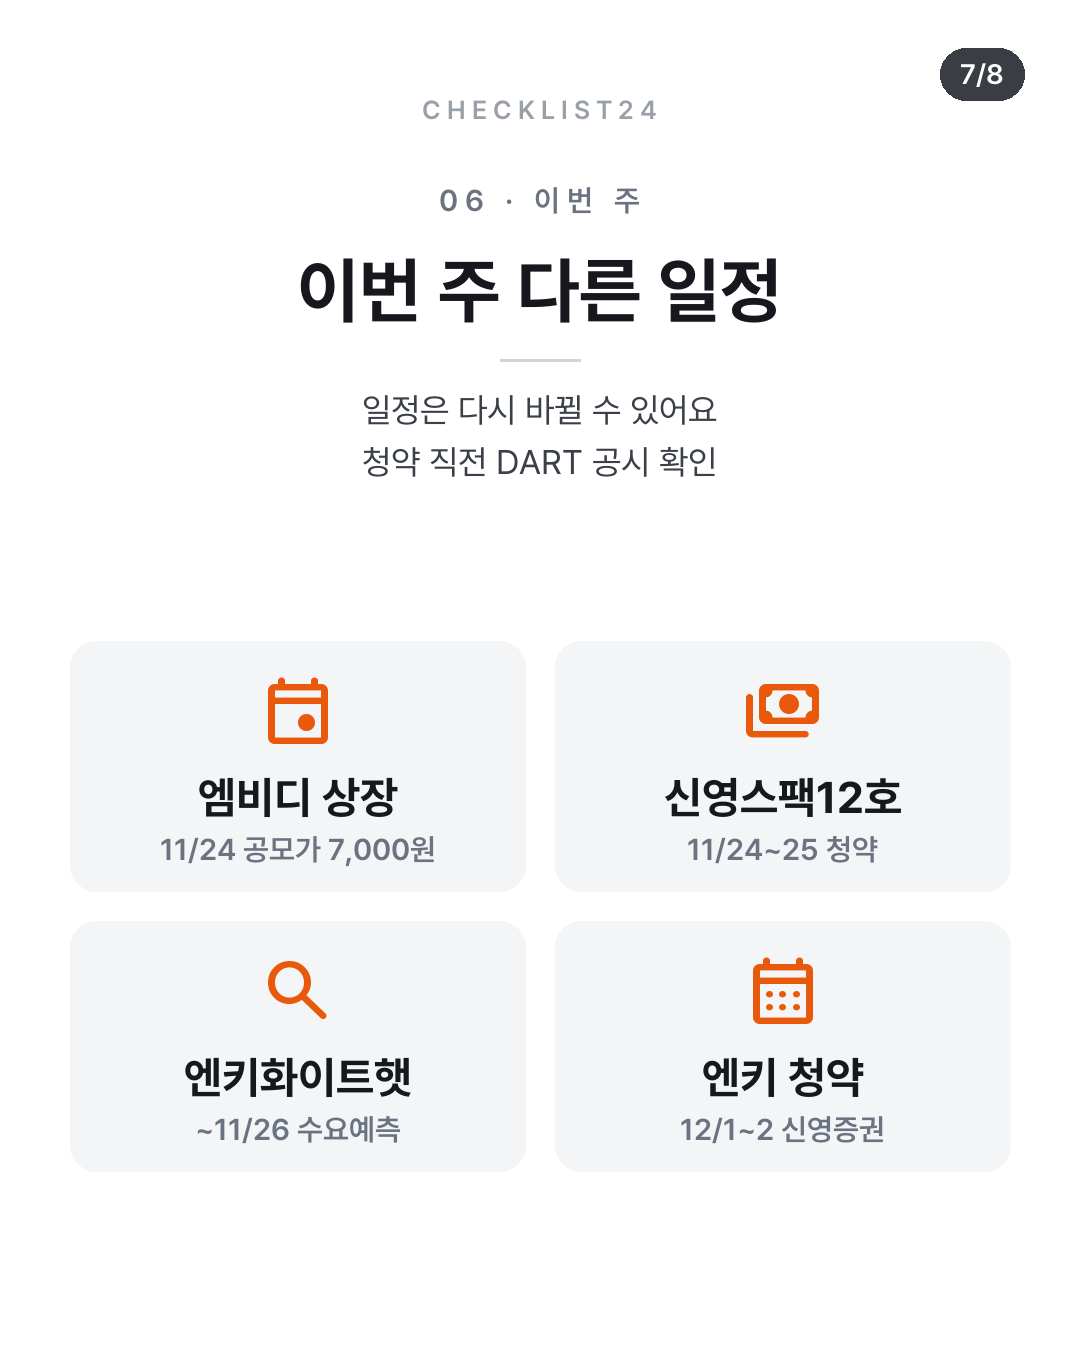 7/8
CHECKLIST24
06 · 이번 주
이번 주 다른 일정
일정은 다시 바뀔 수 있어요
청약 직전 DART 공시 확인
엠비디 상장
11/24 공모가 7,000원
신영스팩12호
11/24~25 청약
엔키화이트햇
~11/26 수요예측
엔키 청약
12/1~2 신영증권